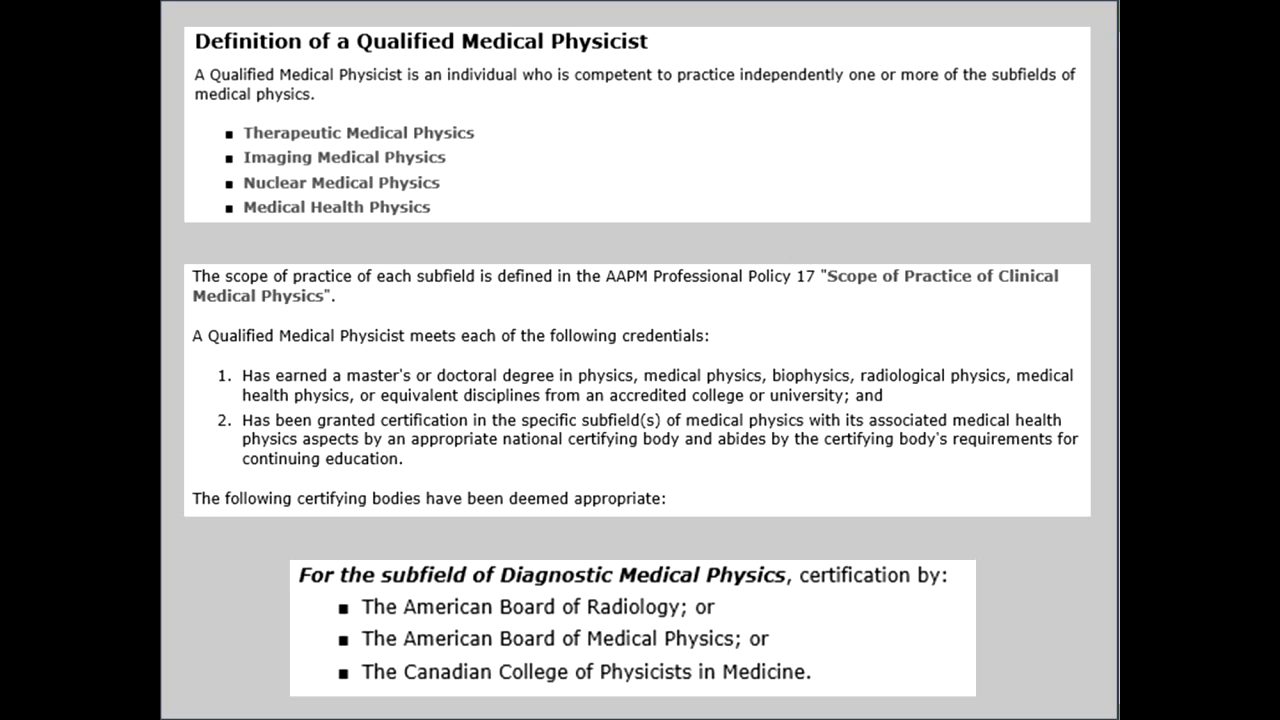 Definition of a Qualified Medical Physicist
A Qualified Medical Physicist is an individual who is competent to practice independently one or more of the subfields of
medical physics.
▪ Therapeutic Medical Physics
▪ Imaging Medical Physics
▪ Nuclear Medical Physics
▪ Medical Health Physics
The scope of practice of each subfield is defined in the AAPM Professional Policy 17 "Scope of Practice of Clinical
Medical Physics".
A Qualified Medical Physicist meets each of the following credentials:
1. Has earned a master's or doctoral degree in physics, medical physics, biophysics, radiological physics, medical
health physics, or equivalent disciplines from an accredited college or university; and
2. Has been granted certification in the specific subfield(s) of medical physics with its associated medical health
physics aspects by an appropriate national certifying body and abides by the certifying body's requirements for
continuing education.
The following certifying bodies have been deemed appropriate:
For the subfield of Diagnostic Medical Physics, certification by:
▪ The American Board of Radiology; or
▪ The American Board of Medical Physics; or
▪ The Canadian College of Physicists in Medicine.